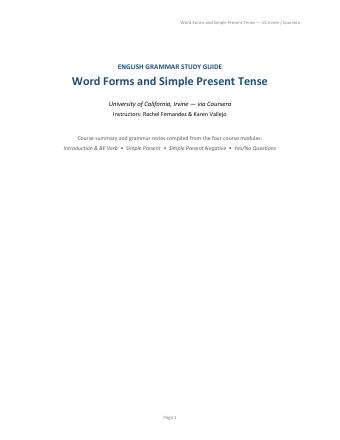 Word Forms and Simple Present Tense — UC Irvine / Coursera
ENGLISH GRAMMAR STUDY GUIDE
Word Forms and Simple Present Tense
University of California, Irvine — via Coursera
Instructors: Rachel Fernandes & Karen Vallejo
Course summary and grammar notes compiled from the four course modules:
Introduction & BE Verb • Simple Present • Simple Present Negative • Yes/No Questions
Page 1